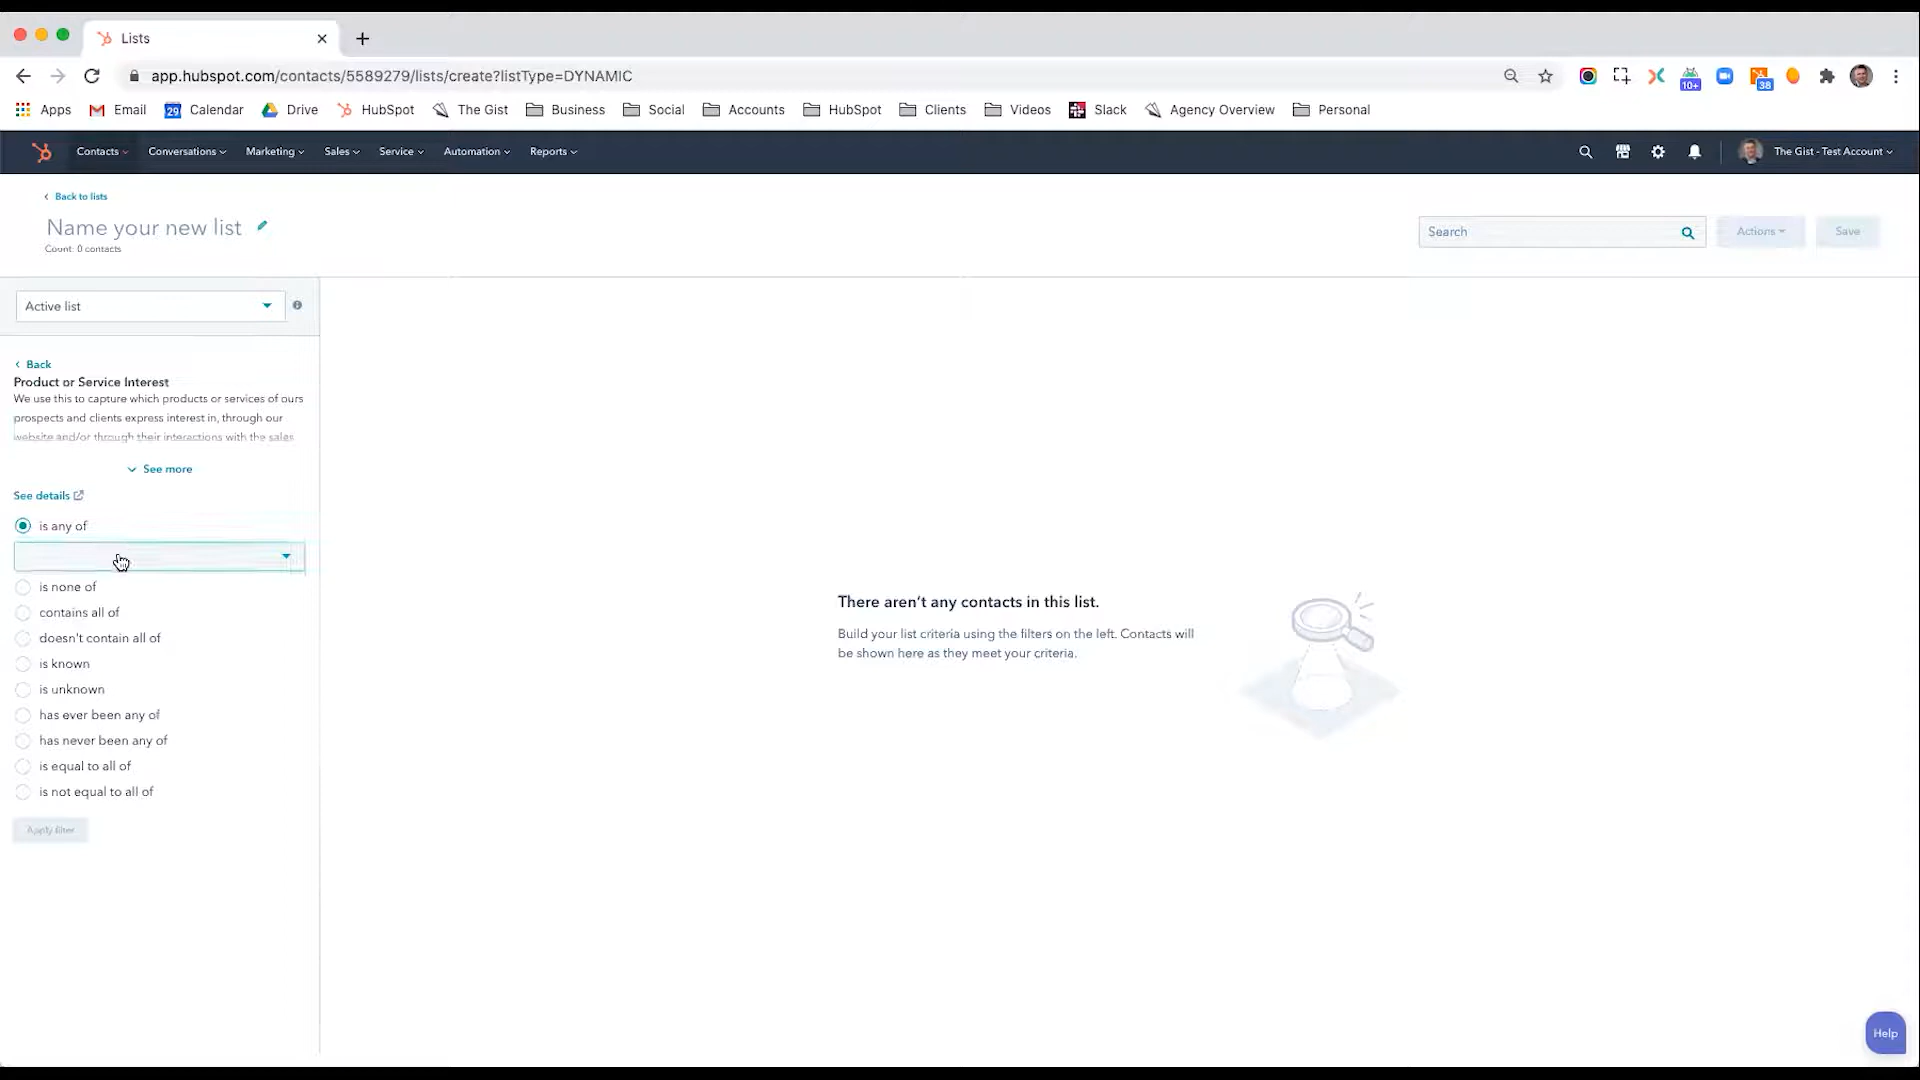 Lists
app.hubspot.com/contacts/5589279/lists/create?listType=DYNAMIC
10+
38
Apps
Email
29
Calendar
Drive
HubSpot
The Gist
Business
Social
Accounts
HubSpot
Clients
Videos
Slack
Agency Overview
Personal
Contacts
Conversations
Marketing
Sales
Service
Automation
Reports
The Gist - Test Account
Back to lists
Name your new list
Count: 0 contacts
Search
Actions
Save
Active list
Back
Product or Service Interest
We use this to capture which products or services of ours
prospects and clients express interest in, through our
website and/or through their interactions with the sales
See more
See details
is any of
is none of
contains all of
doesn't contain all of
is known
is unknown
has ever been any of
has never been any of
is equal to all of
is not equal to all of
Apply filter
There aren't any contacts in this list.
Build your list criteria using the filters on the left. Contacts will
be shown here as they meet your criteria.
Help